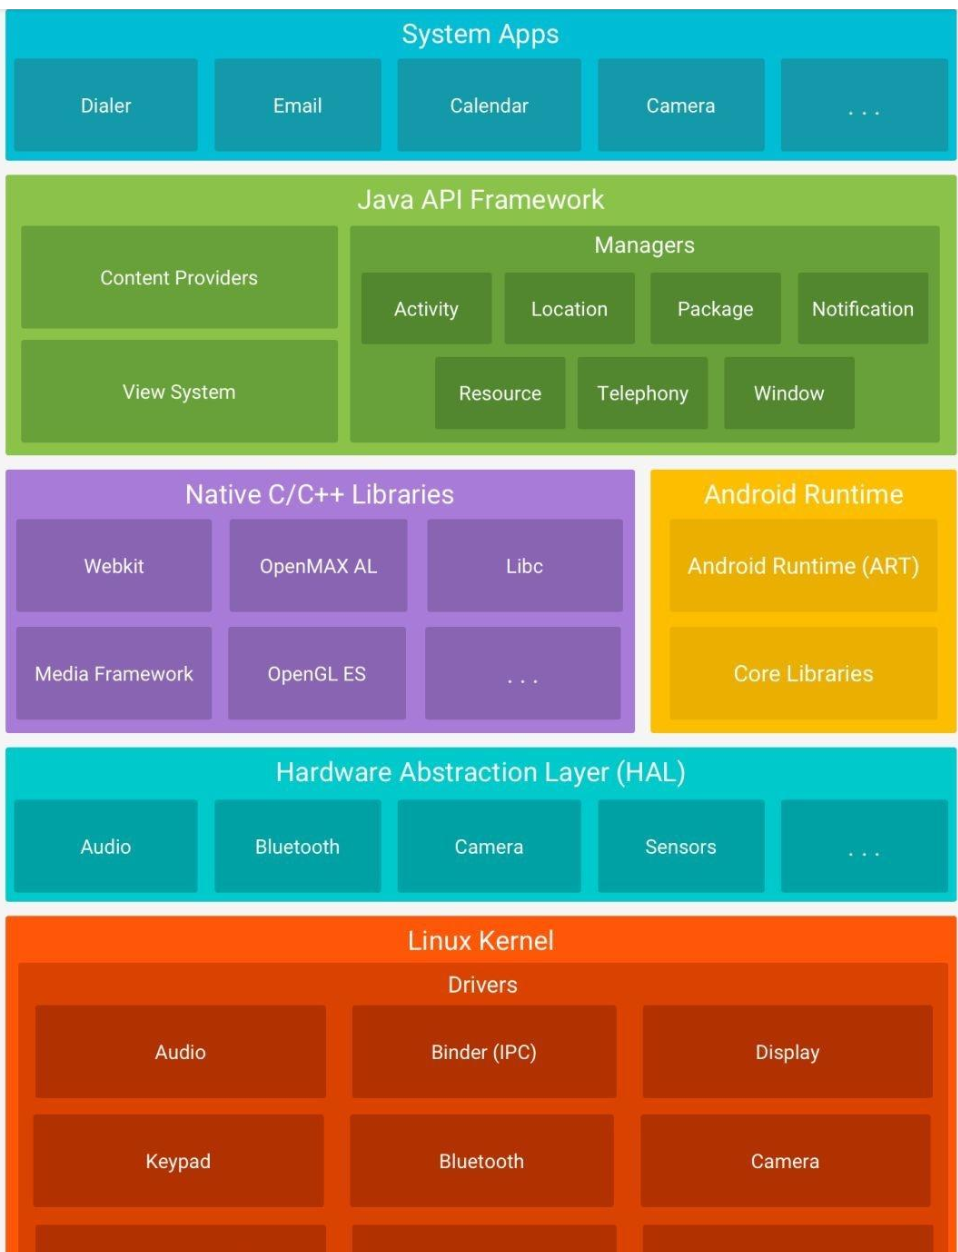 System Apps
Dialer Email Calendar Camera . . .
Java API Framework
Content Providers
View System
Managers
Activity Location Package Notification
Resource Telephony Window
Native C/C++ Libraries
Webkit OpenMAX AL Libc
Media Framework OpenGL ES . . .
Android Runtime
Android Runtime (ART)
Core Libraries
Hardware Abstraction Layer (HAL)
Audio Bluetooth Camera Sensors . . .
Linux Kernel
Drivers
Audio Binder (IPC) Display
Keypad Bluetooth Camera